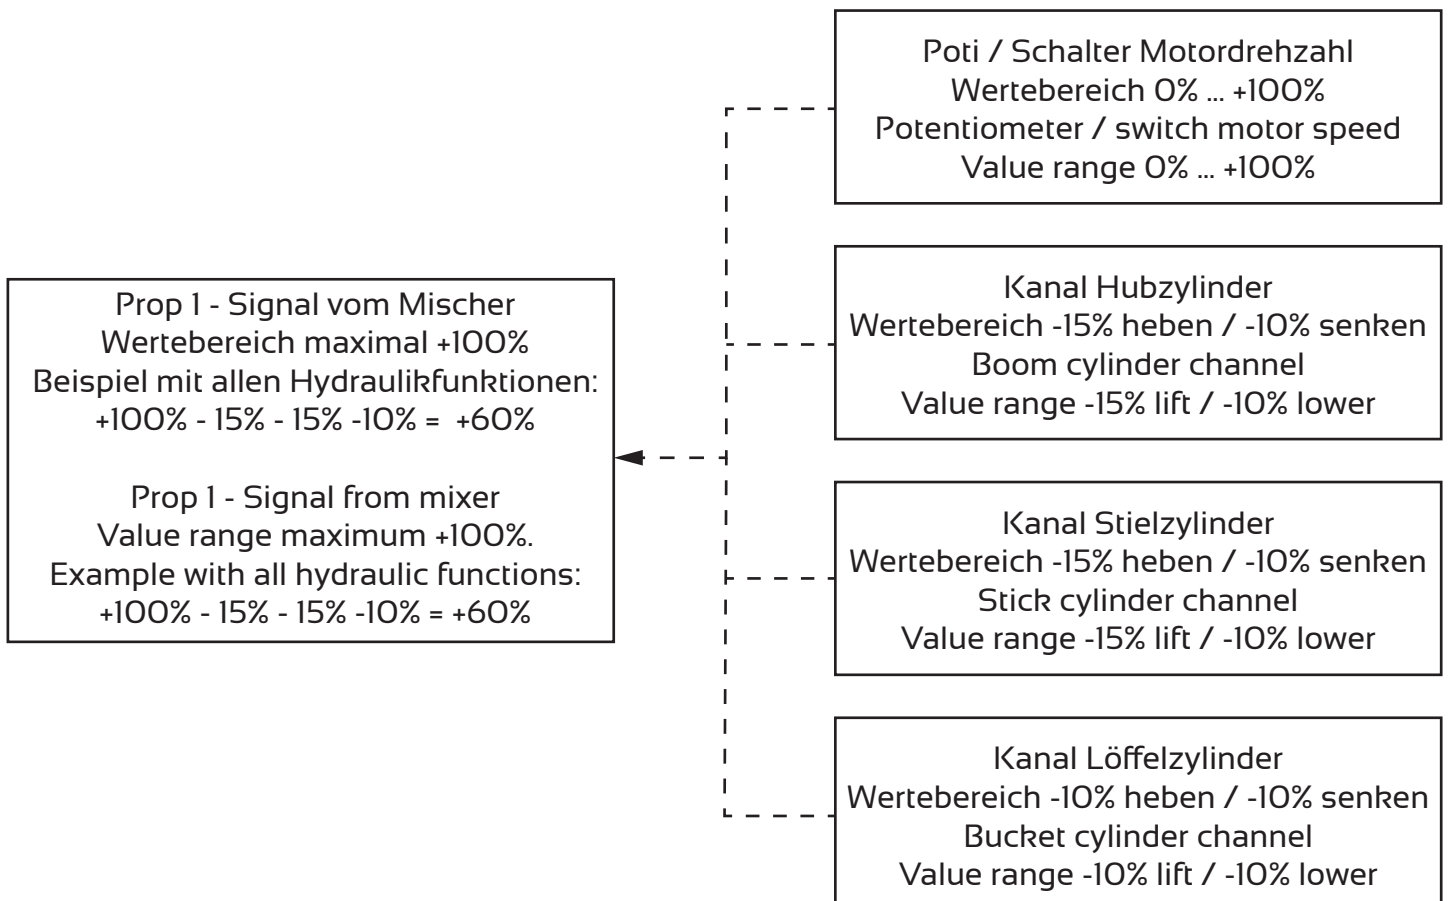 Prop 1 - Signal vom Mischer
Wertebereich maximal +100%
Beispiel mit allen Hydraulikfunktionen:
+100% - 15% - 15% -10% = +60%
Prop 1 - Signal from mixer
Value range maximum +100%.
Example with all hydraulic functions:
+100% - 15% - 15% -10% = +60%
Poti / Schalter Motordrehzahl
Wertebereich 0% ... +100%
Potentiometer / switch motor speed
Value range 0% ... +100%
Kanal Hubzylinder
Wertebereich -15% heben / -10% senken
Boom cylinder channel
Value range -15% lift / -10% lower
Kanal Stielzylinder
Wertebereich -15% heben / -10% senken
Stick cylinder channel
Value range -15% lift / -10% lower
Kanal Löffelzylinder
Wertebereich -10% heben / -10% senken
Bucket cylinder channel
Value range -10% lift / -10% lower